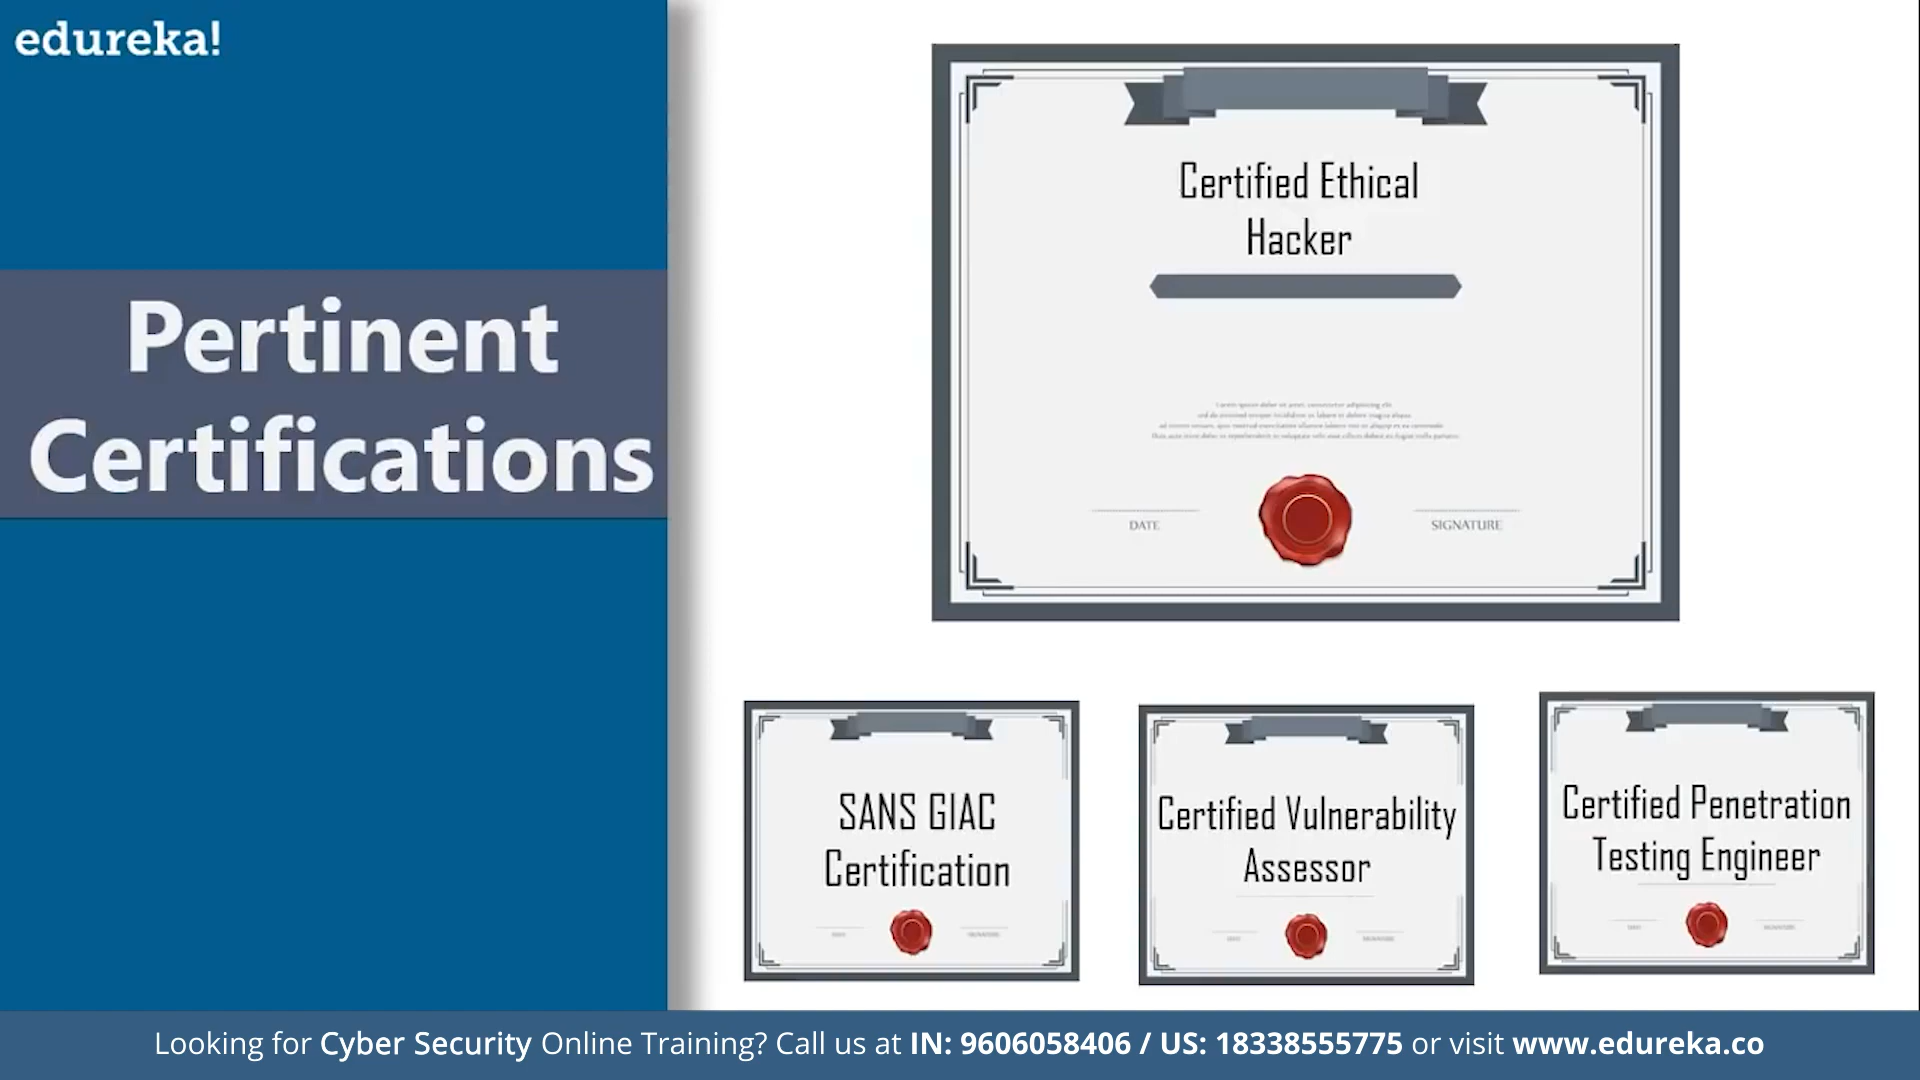 edureka!
Pertinent
Certifications
Certified Ethical
Hacker
DATE
SIGNATURE
SANS GIAC
Certification
Certified Vulnerability
Assessor
Certified Penetration
Testing Engineer
Looking for Cyber Security Online Training? Call us at IN: 9606058406 / US: 18338555775 or visit www.edureka.co